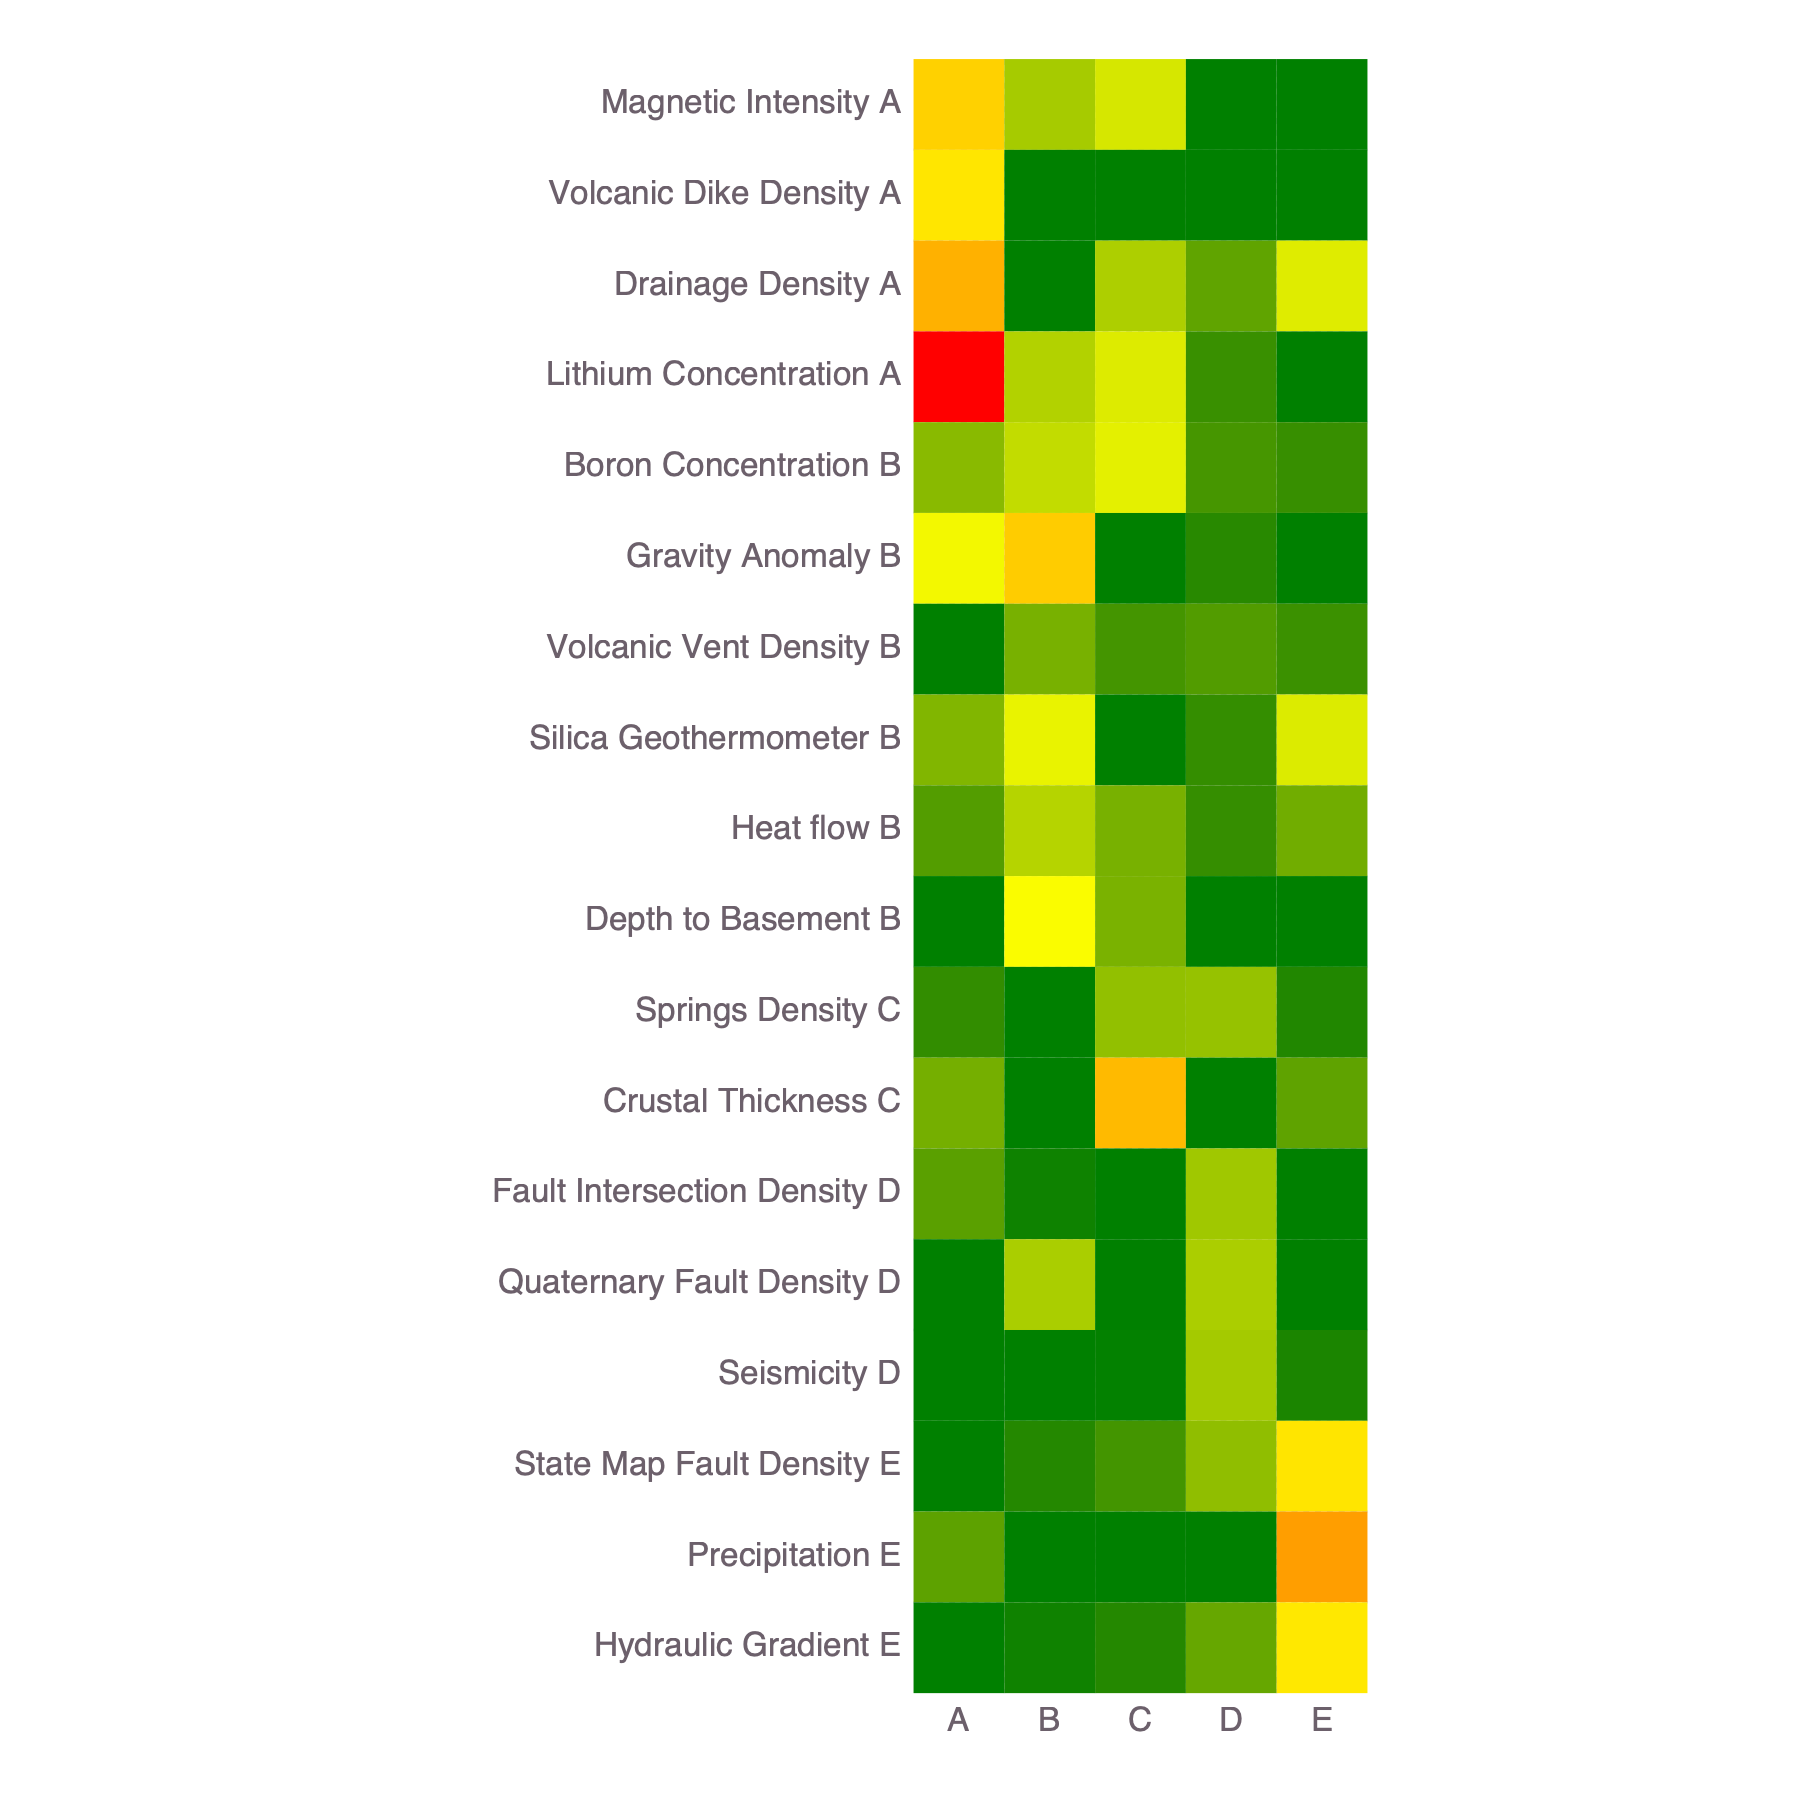 Magnetic Intensity A
Volcanic Dike Density A
Drainage Density A
Lithium Concentration A
Boron Concentration B
Gravity Anomaly B
Volcanic Vent Density B
Silica Geothermometer B
Heat flow B
Depth to Basement B
Springs Density C
Crustal Thickness C
Fault Intersection Density D
Quaternary Fault Density D
Seismicity D
State Map Fault Density E
Precipitation E
Hydraulic Gradient E
A B C D E